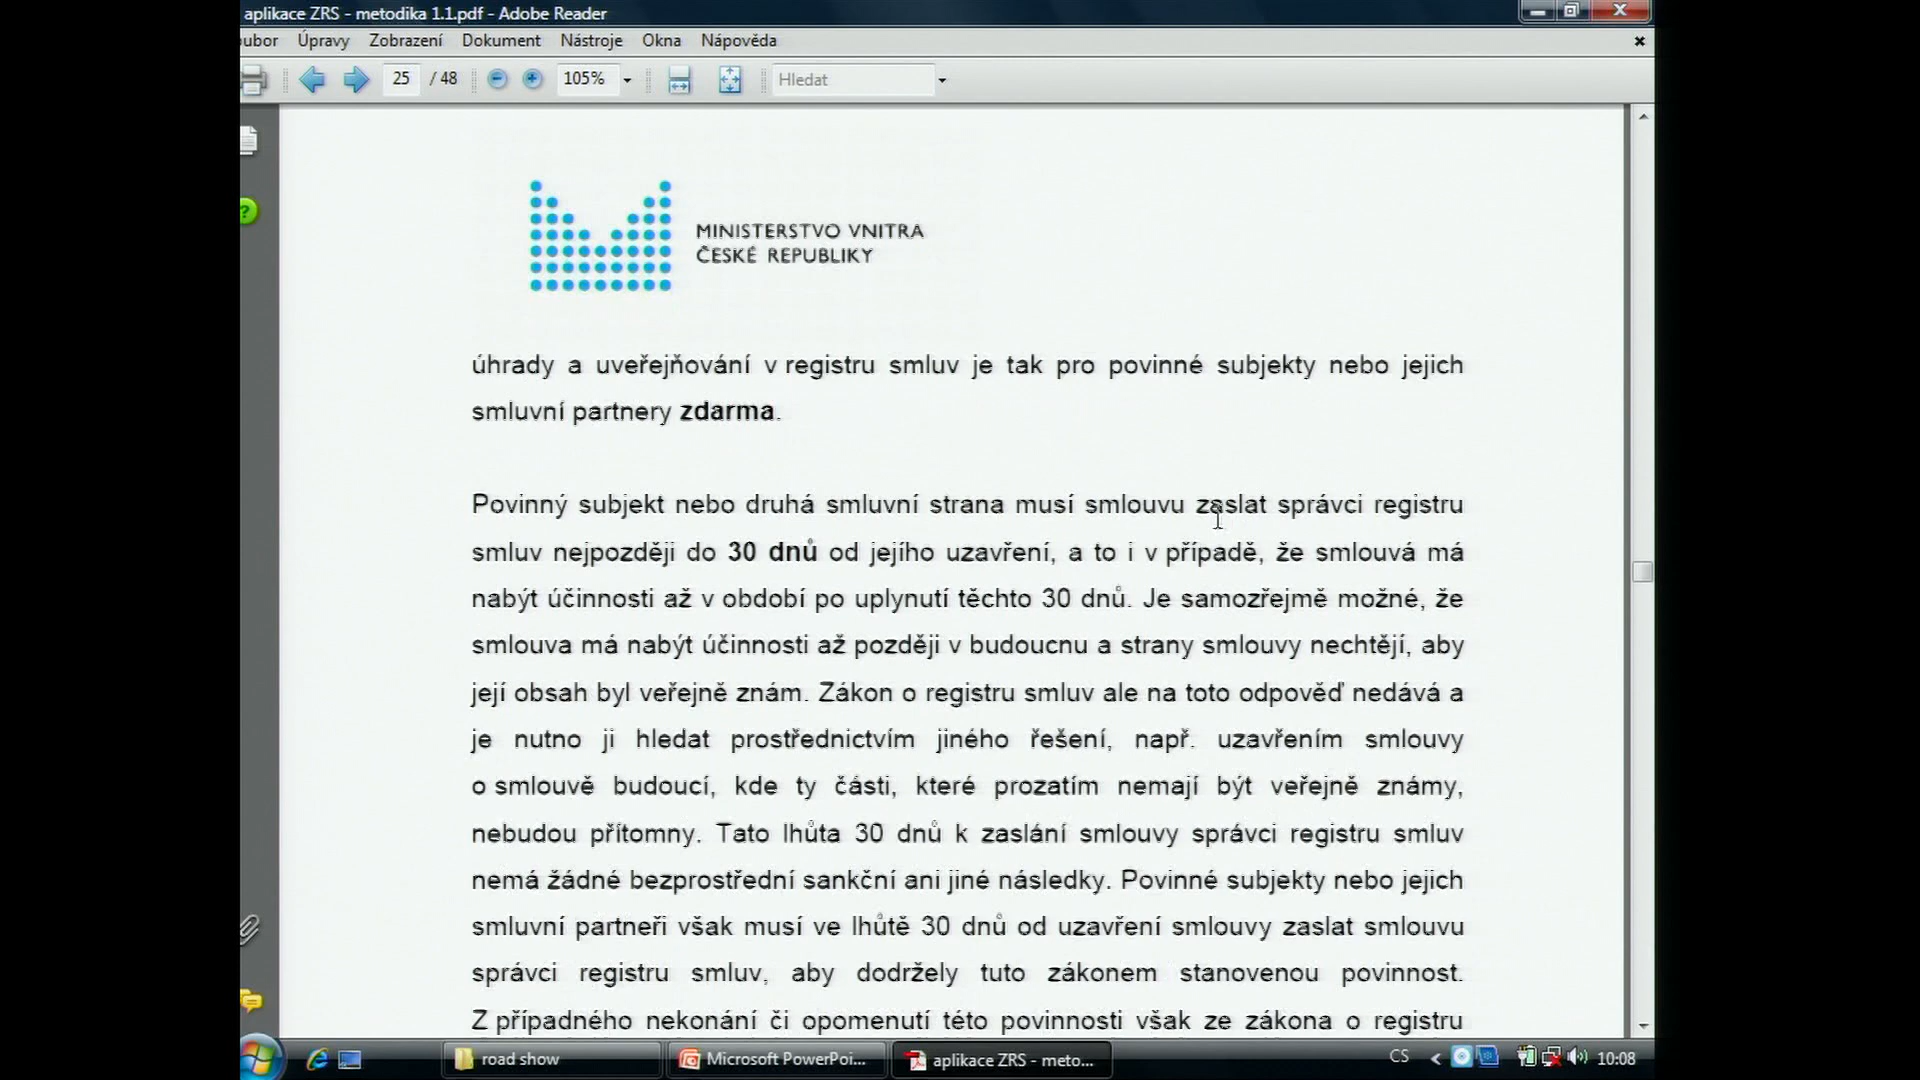 aplikace ZRS - metodika 1.1.pdf - Adobe Reader
oubor Úpravy Zobrazení Dokument Nástroje Okna Nápověda
25 / 48 105% Hledat
MINISTERSTVO VNITRA
ČESKÉ REPUBLIKY
úhrady a uveřejňování v registru smluv je tak pro povinné subjekty nebo jejich
smluvní partnery zdarma.
Povinný subjekt nebo druhá smluvní strana musí smlouvu zaslat správci registru
smluv nejpozději do 30 dnů od jejího uzavření, a to i v případě, že smlouvá má
nabýt účinnosti až v období po uplynutí těchto 30 dnů. Je samozřejmě možné, že
smlouva má nabýt účinnosti až později v budoucnu a strany smlouvy nechtějí, aby
její obsah byl veřejně znám. Zákon o registru smluv ale na toto odpověď nedává a
je nutno ji hledat prostřednictvím jiného řešení, např. uzavřením smlouvy
o smlouvě budoucí, kde ty části, které prozatím nemají být veřejně známy,
nebudou přítomny. Tato lhůta 30 dnů k zaslání smlouvy správci registru smluv
nemá žádné bezprostřední sankční ani jiné následky. Povinné subjekty nebo jejich
smluvní partneři však musí ve lhůtě 30 dnů od uzavření smlouvy zaslat smlouvu
správci registru smluv, aby dodržely tuto zákonem stanovenou povinnost.
Z případného nekonání či opomenutí této povinnosti však ze zákona o registru
road show Microsoft PowerPoi... aplikace ZRS - meto... CS 10:08